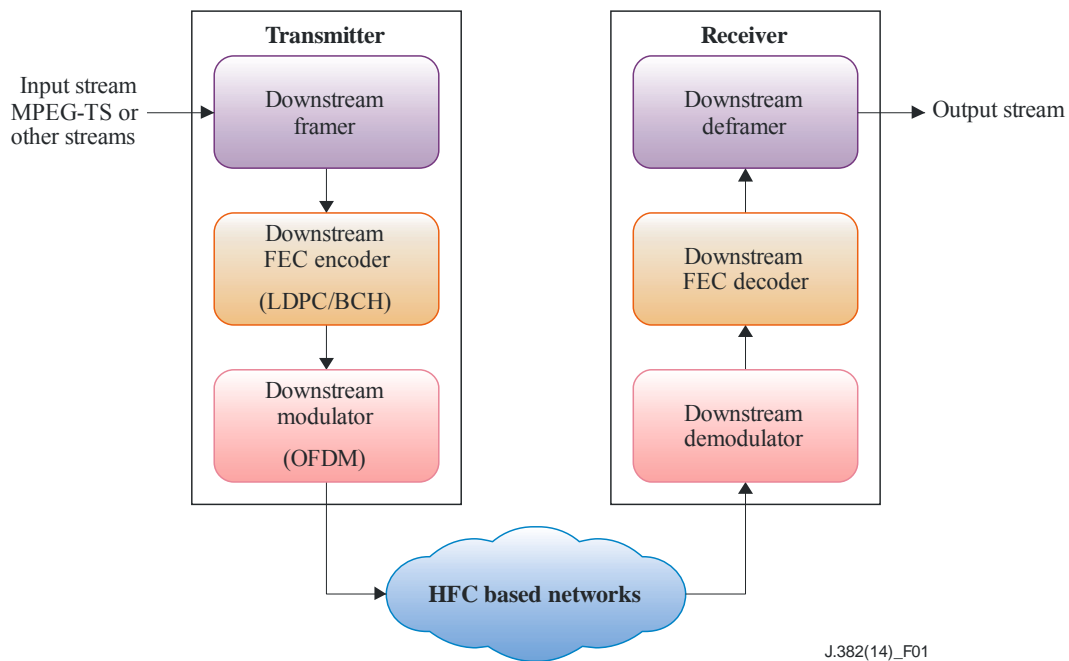 Transmitter
Input stream
MPEG-TS or
other streams
Downstream
framer
Downstream
FEC encoder
(LDPC/BCH)
Downstream
modulator
(OFDM)
HFC based networks
Receiver
Downstream
deframer
Output stream
Downstream
FEC decoder
Downstream
demodulator
J.382(14)_F01